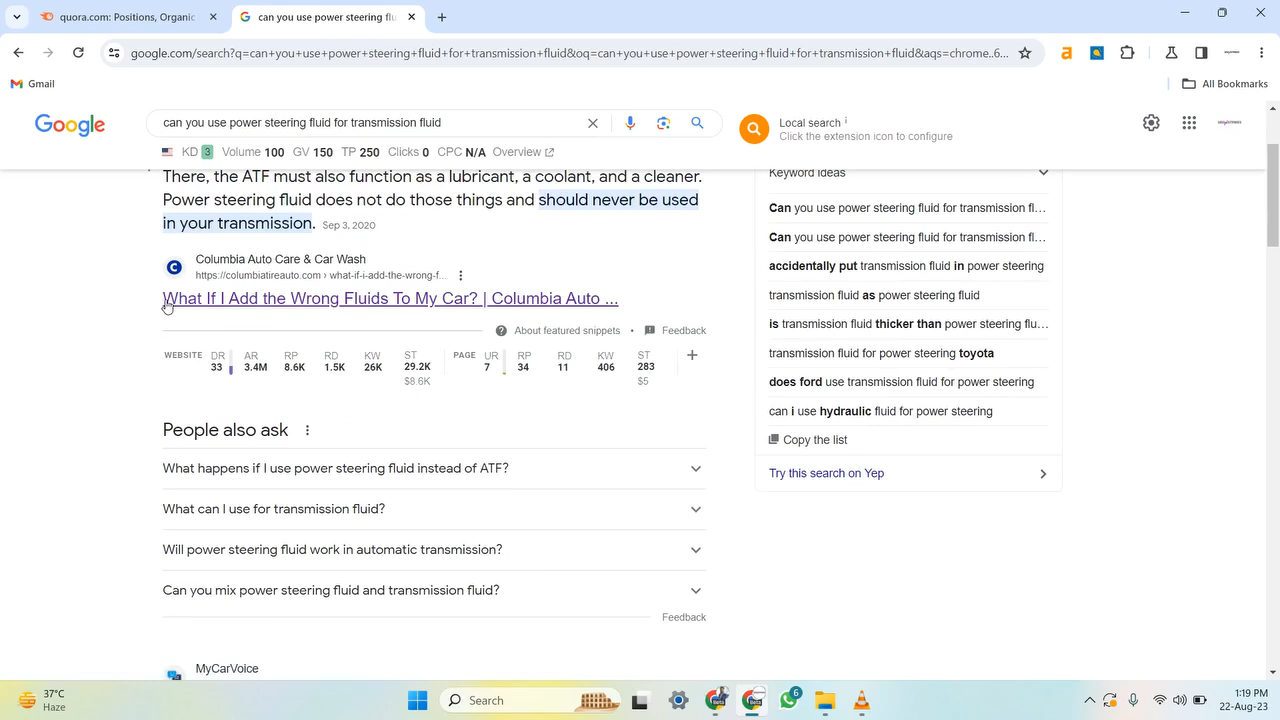 quora.com: Positions, Organic
can you use power steering flu
google.com/search?q=can+you+use+power+steering+fluid+for+transmission+fluid&oq=can+you+use+power+steering+fluid+for+transmission+fluid&aqs=chrome..6...
Gmail
All Bookmarks
Google
can you use power steering fluid for transmission fluid
Local search i
Click the extension icon to configure
KD 3 Volume 100 GV 150 TP 250 Clicks 0 CPC N/A Overview
There, the ATF must also function as a lubricant, a coolant, and a cleaner.
Power steering fluid does not do those things and should never be used
in your transmission. Sep 3, 2020
Columbia Auto Care & Car Wash
https://columbiatireauto.com › what-if-i-add-the-wrong-f...
What If I Add the Wrong Fluids To My Car? | Columbia Auto ...
About featured snippets • Feedback
WEBSITE DR AR RP RD KW ST PAGE UR RP RD KW ST
33 3.4M 8.6K 1.5K 26K 29.2K 7 34 11 406 283
$8.6K $5
People also ask
What happens if I use power steering fluid instead of ATF?
What can I use for transmission fluid?
Will power steering fluid work in automatic transmission?
Can you mix power steering fluid and transmission fluid?
Feedback
MyCarVoice
Keyword ideas
Can you use power steering fluid for transmission fl...
Can you use power steering fluid for transmission fl...
accidentally put transmission fluid in power steering
transmission fluid as power steering fluid
is transmission fluid thicker than power steering flu...
transmission fluid for power steering toyota
does ford use transmission fluid for power steering
can i use hydraulic fluid for power steering
Copy the list
Try this search on Yep
37°C
Haze
Search
6
1:19 PM
22-Aug-23